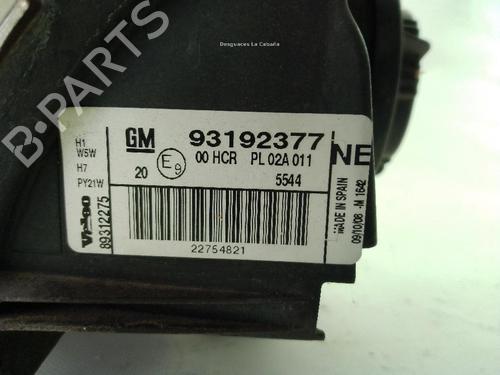 Desguaces La Cabaña
B-PARTS
H1
W5W
H7
PY21W
Valeo
89312275
GM 93192377
00 HCR PL 02A 011
20 E9 5544
22754821
NE
MADE IN SPAIN
09/10/08 -M 1642